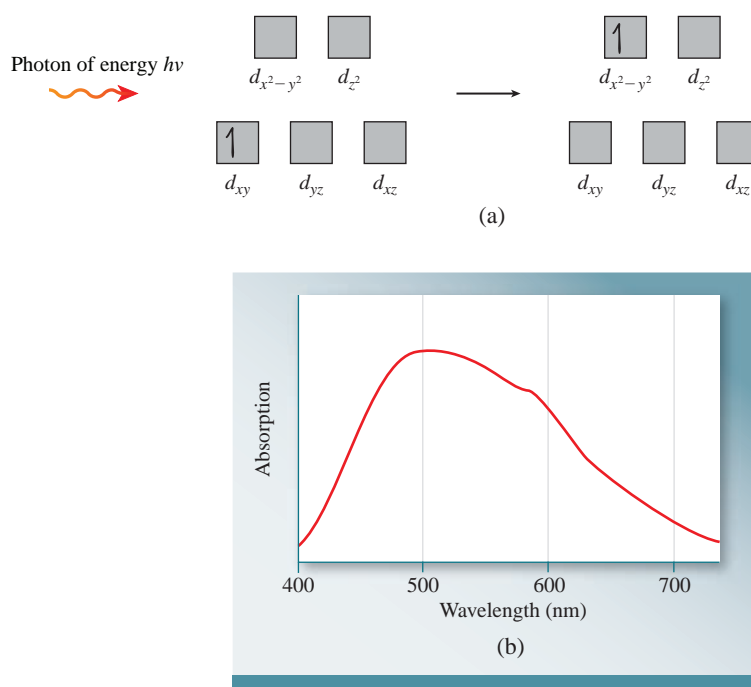 Photon of energy hν
d_{x²−y²} d_{z²} d_{x²−y²} d_{z²}
1 1
d_{xy} d_{yz} d_{xz} d_{xy} d_{yz} d_{xz}
(a)
Absorption
400 500 600 700
Wavelength (nm)
(b)